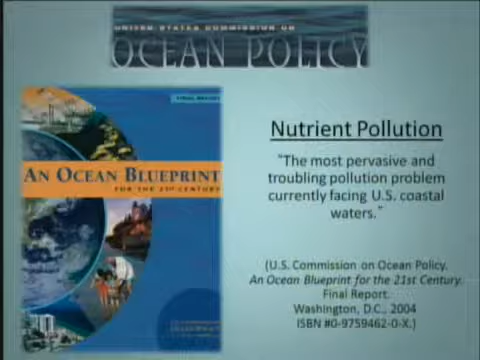 UNITED STATES COMMISSION ON
OCEAN POLICY
FINAL REPORT
AN OCEAN BLUEPRINT
FOR THE 21ST CENTURY
Nutrient Pollution
"The most pervasive and
troubling pollution problem
currently facing U.S. coastal
waters."
(U.S. Commission on Ocean Policy.
An Ocean Blueprint for the 21st Century.
Final Report.
Washington, D.C., 2004
ISBN #0-9759462-0-X.)